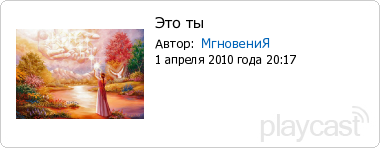 Это ты
Автор: МгновениЯ
1 апреля 2010 года 20:17
playcast